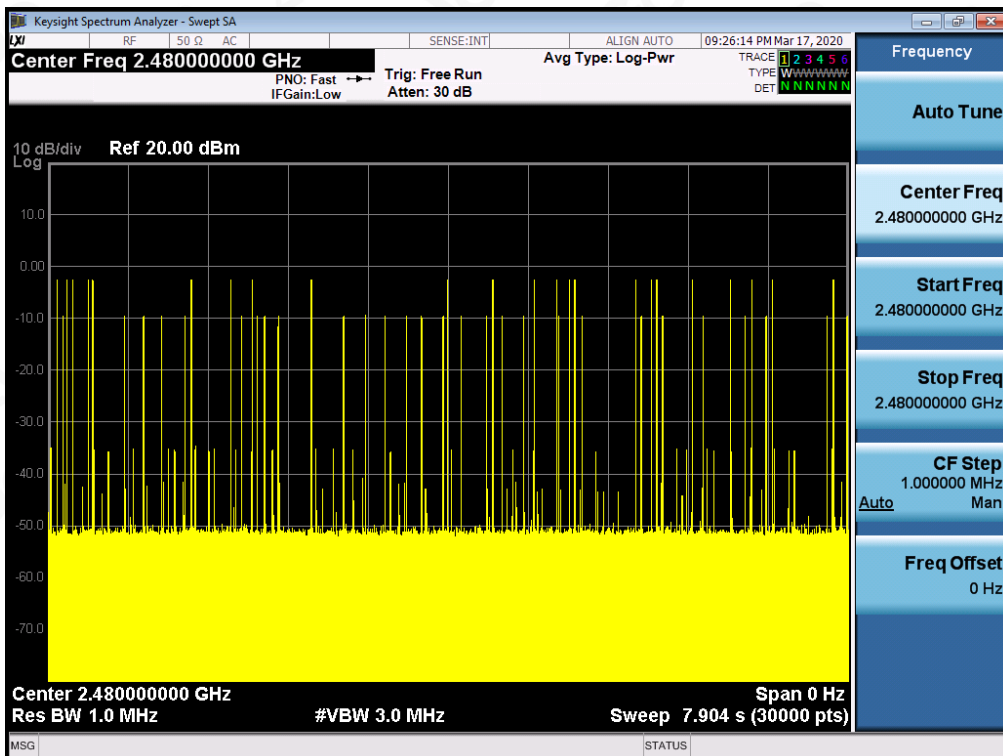 Keysight Spectrum Analyzer - Swept SA
LXI RF 50 Ω AC SENSE:INT ALIGN AUTO 09:26:14 PM Mar 17, 2020
Center Freq 2.480000000 GHz
PNO: Fast
IFGain:Low
Trig: Free Run
Atten: 30 dB
Avg Type: Log-Pwr
TRACE 1 2 3 4 5 6
TYPE W
DET N N N N N N
10 dB/div Ref 20.00 dBm
Log
10.0
0.00
-10.0
-20.0
-30.0
-40.0
-50.0
-60.0
-70.0
Center 2.480000000 GHz Span 0 Hz
Res BW 1.0 MHz #VBW 3.0 MHz Sweep 7.904 s (30000 pts)
MSG STATUS
Frequency
Auto Tune
Center Freq
2.480000000 GHz
Start Freq
2.480000000 GHz
Stop Freq
2.480000000 GHz
CF Step
1.000000 MHz
Auto Man
Freq Offset
0 Hz